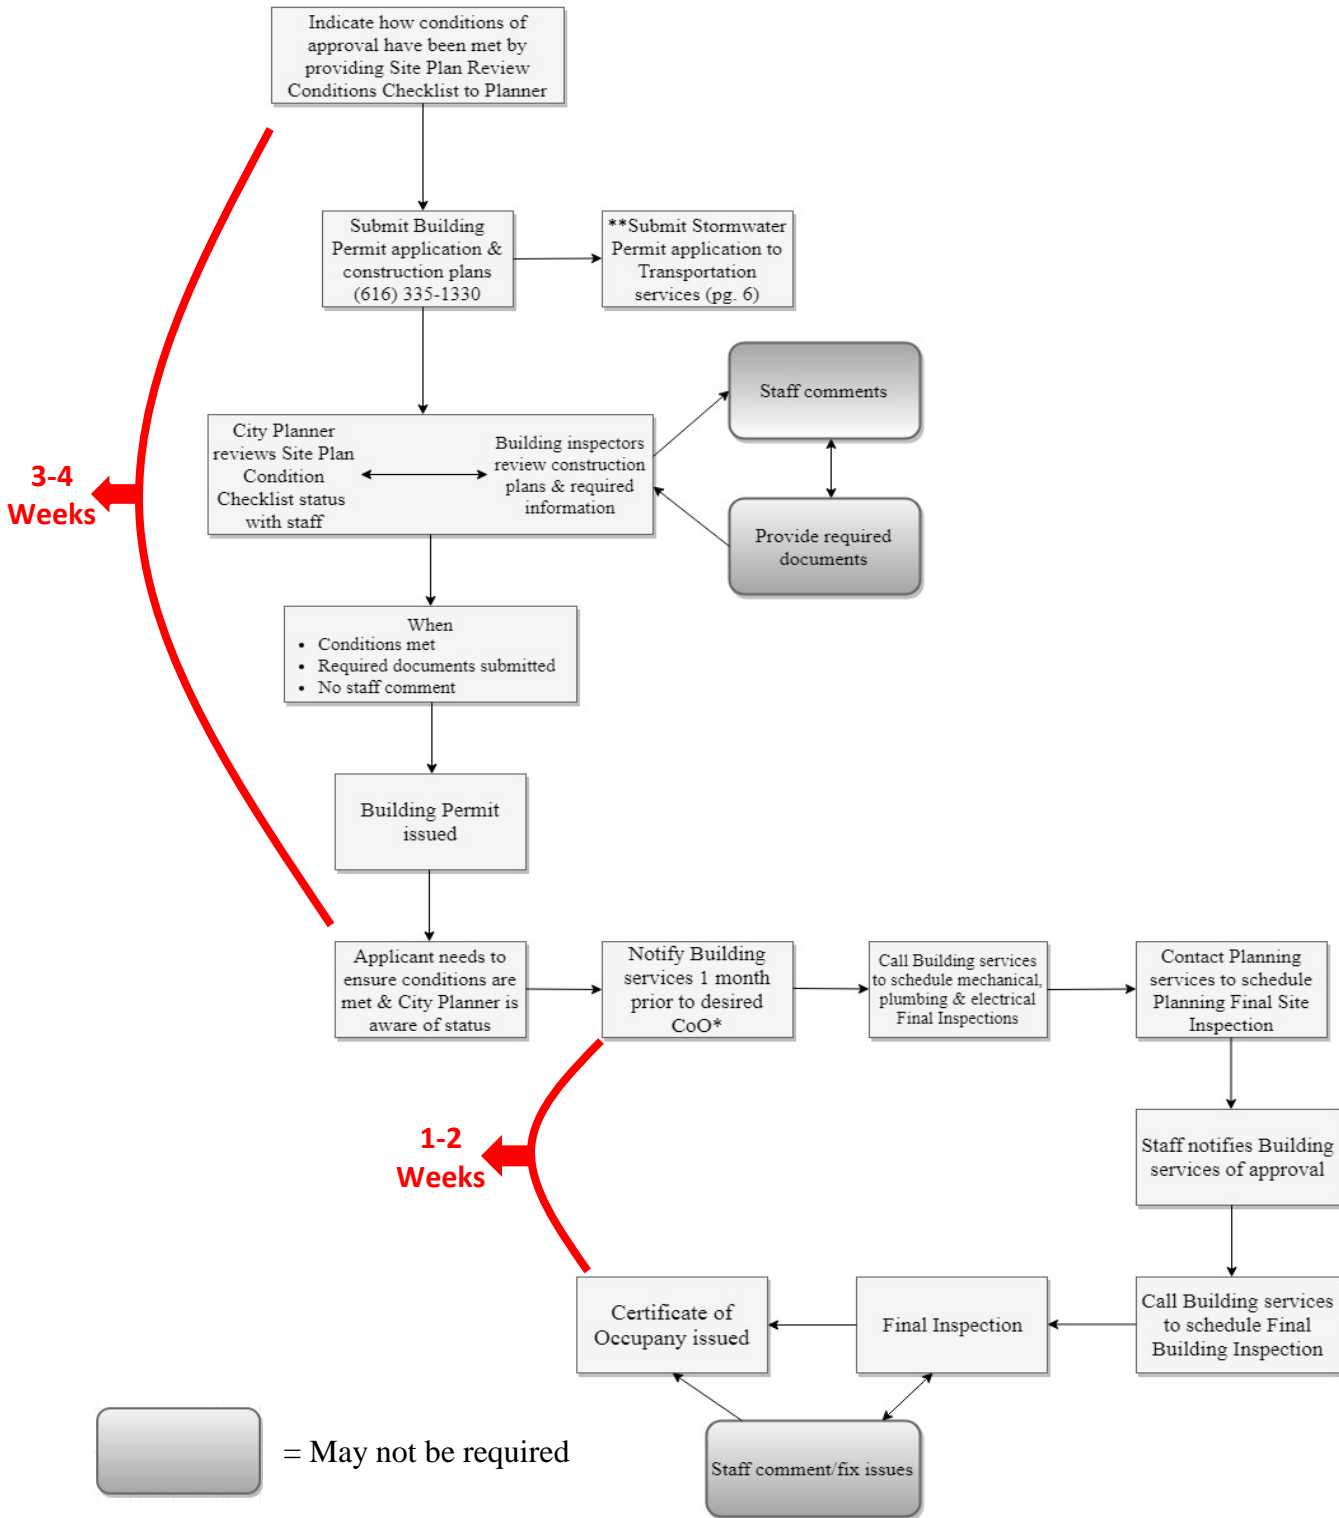 Indicate how conditions of
approval have been met by
providing Site Plan Review
Conditions Checklist to Planner
Submit Building
Permit application &
construction plans
(616) 335-1330
**Submit Stormwater
Permit application to
Transportation
services (pg. 6)
Staff comments
City Planner
reviews Site Plan
Condition
Checklist status
with staff
Building inspectors
review construction
plans & required
information
3-4
Weeks
Provide required
documents
When
• Conditions met
• Required documents submitted
• No staff comment
Building Permit
issued
Applicant needs to
ensure conditions are
met & City Planner is
aware of status
Notify Building
services 1 month
prior to desired
CoO*
Call Building services
to schedule mechanical,
plumbing & electrical
Final Inspections
Contact Planning
services to schedule
Planning Final Site
Inspection
1-2
Weeks
Staff notifies Building
services of approval
Certificate of
Occupany issued
Final Inspection
Call Building services
to schedule Final
Building Inspection
= May not be required
Staff comment/fix issues